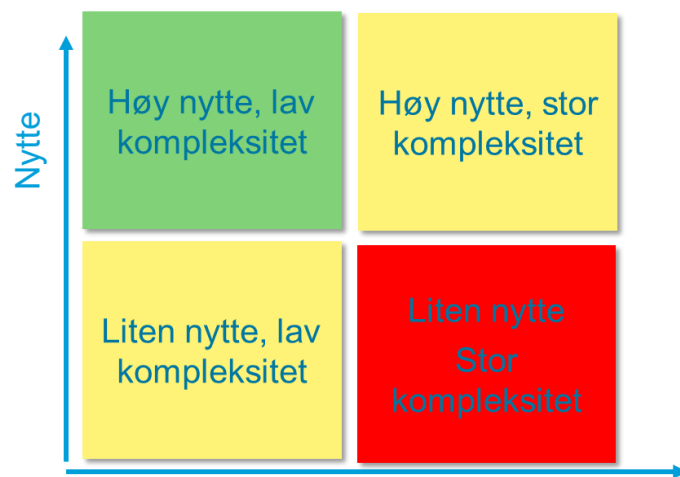 Nytte
Høy nytte, lav
kompleksitet
Høy nytte, stor
kompleksitet
Liten nytte, lav
kompleksitet
Liten nytte
Stor
kompleksitet